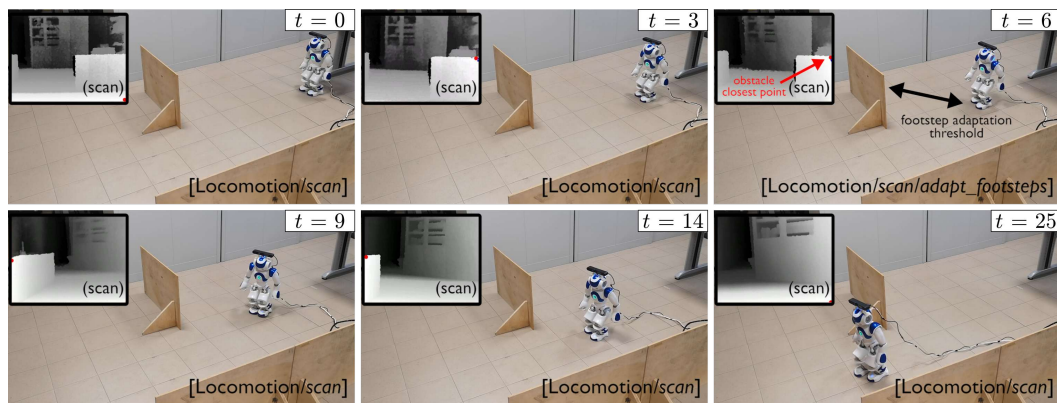 t = 0
(scan)
[Locomotion/scan]
t = 3
(scan)
[Locomotion/scan]
t = 6
obstacle
closest point
(scan)
footstep adaptation
threshold
[Locomotion/scan/adapt_footsteps]
t = 9
(scan)
[Locomotion/scan]
t = 14
(scan)
[Locomotion/scan]
t = 25
(scan)
[Locomotion/scan]